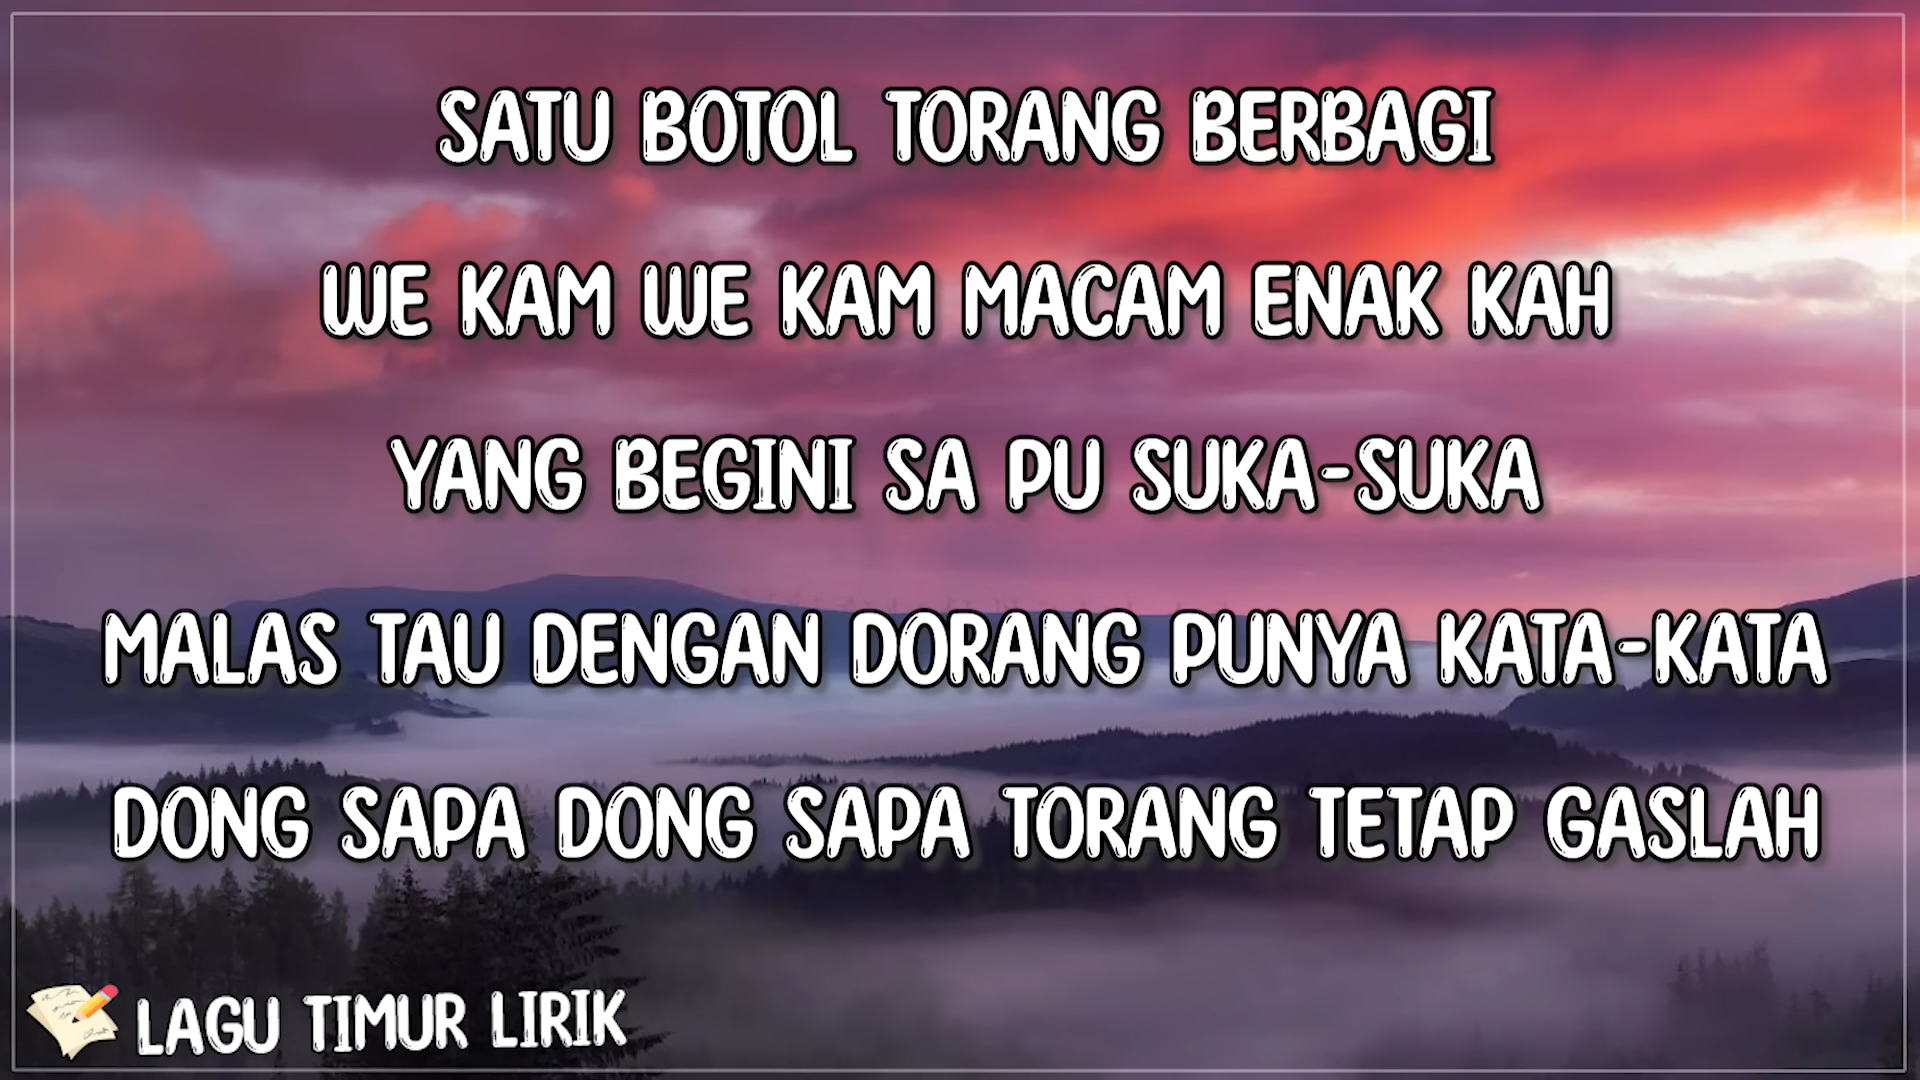 SATU BOTOL TORANG BERBAGI
WE KAM WE KAM MACAM ENAK KAH
YANG BEGINI SA PU SUKA-SUKA
MALAS TAU DENGAN DORANG PUNYA KATA-KATA
DONG SAPA DONG SAPA TORANG TETAP GASLAH
LAGU TIMUR LIRIK